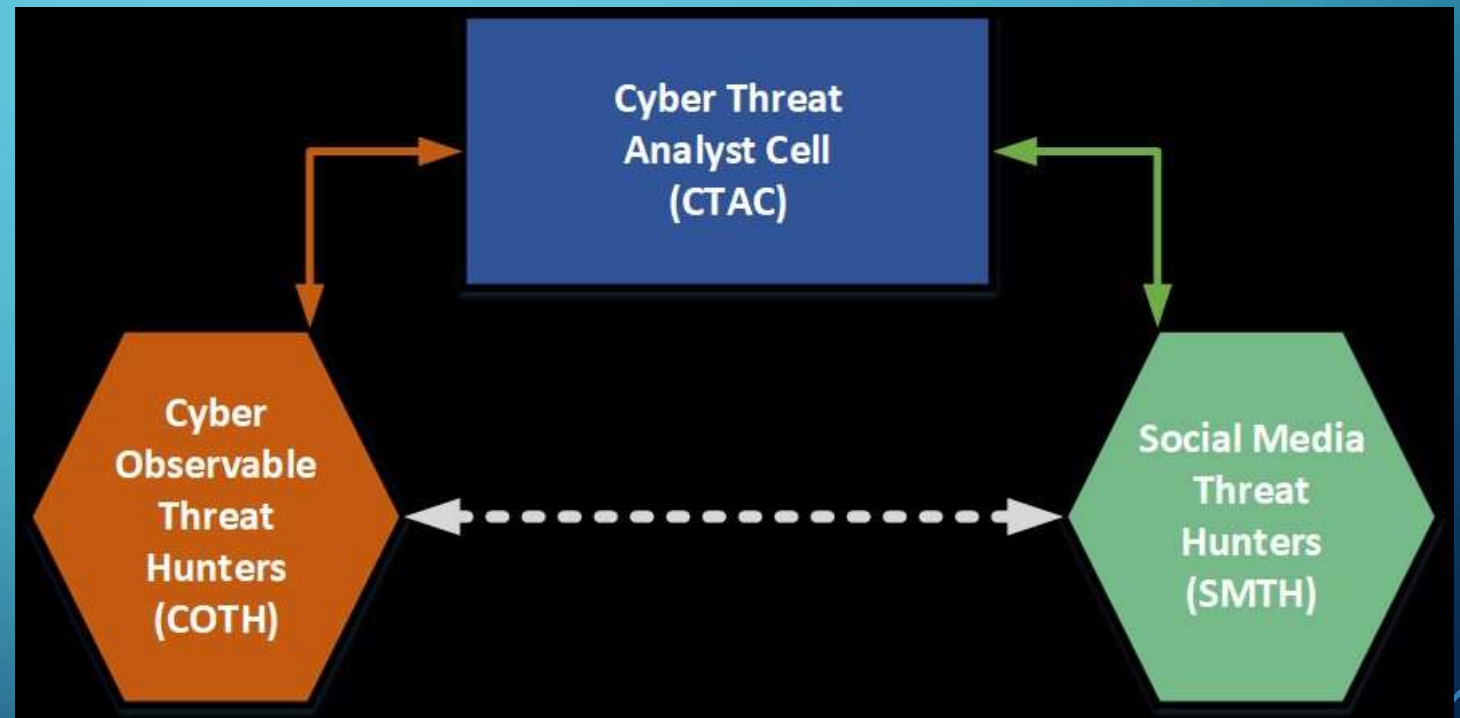 Cyber Threat
Analyst Cell
(CTAC)
Cyber
Observable
Threat
Hunters
(COTH)
Social Media
Threat
Hunters
(SMTH)